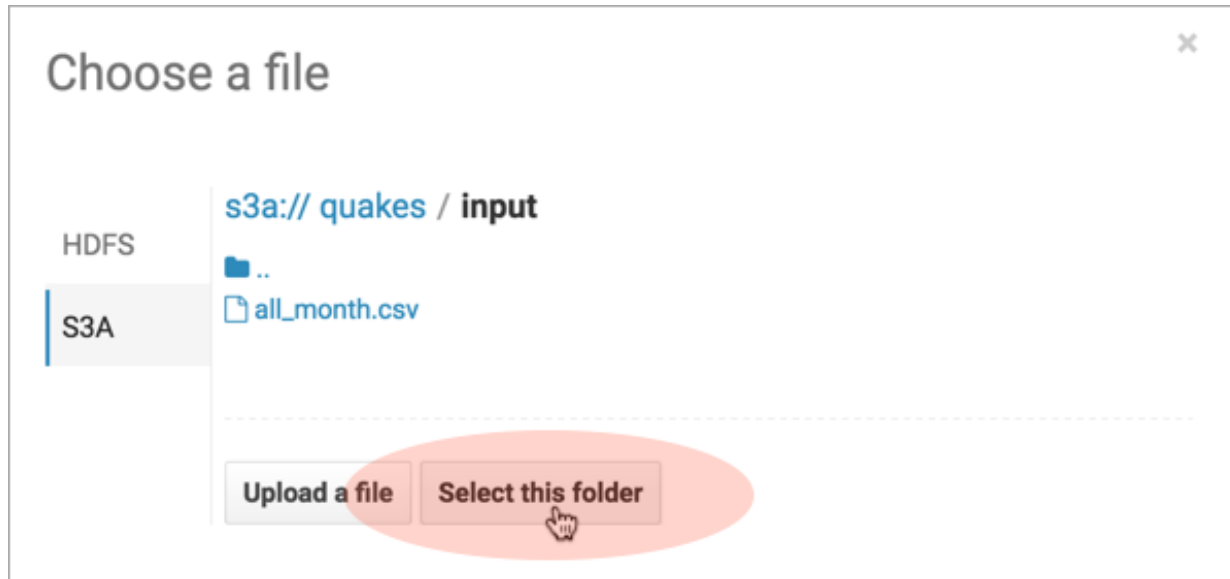 Choose a file
×
HDFS
S3A
s3a:// quakes / input
..
all_month.csv
Upload a file
Select this folder